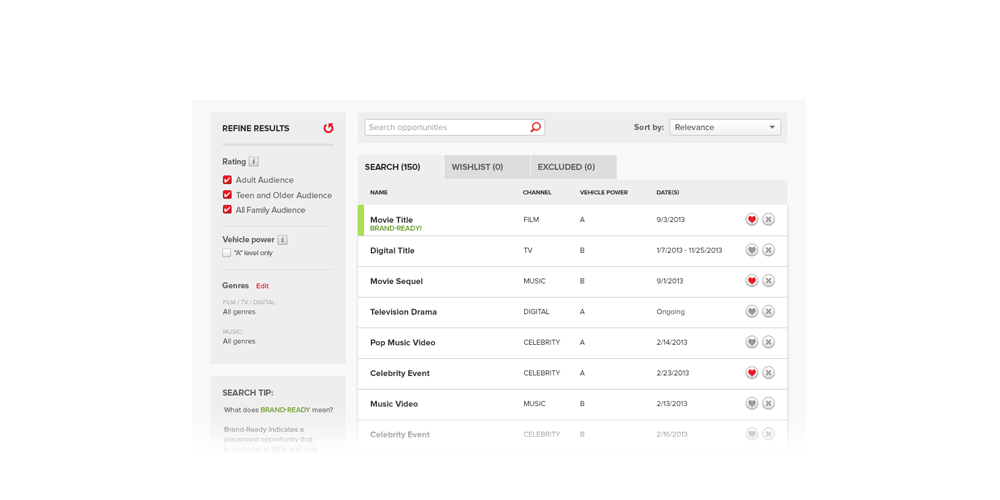 REFINE RESULTS
Rating i
Adult Audience
Teen and Older Audience
All Family Audience
Vehicle power i
"A" level only
Genres Edit
FILM / TV / DIGITAL:
All genres
MUSIC:
All genres
SEARCH TIP:
What does BRAND-READY mean?
Brand-Ready indicates a
placement opportunity that
Search opportunities
Sort by: Relevance
SEARCH (150) WISHLIST (0) EXCLUDED (0)
NAME CHANNEL VEHICLE POWER DATE(S)
Movie Title FILM A 9/3/2013
BRAND-READY!
Digital Title TV B 1/7/2013 - 11/25/2013
Movie Sequel MUSIC B 9/1/2013
Television Drama DIGITAL A Ongoing
Pop Music Video CELEBRITY A 2/14/2013
Celebrity Event CELEBRITY A 2/23/2013
Music Video MUSIC B 2/13/2013
Celebrity Event CELEBRITY B 2/16/2013